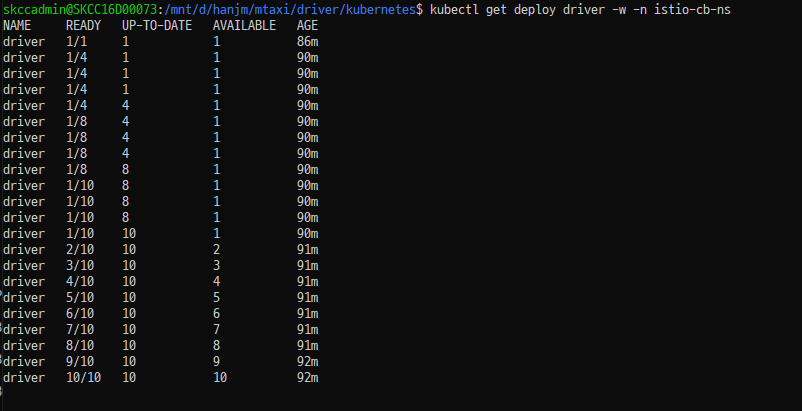 skccadmin@SKCC16D00073:/mnt/d/hanjm/mtaxi/driver/kubernetes$ kubectl get deploy driver -w -n istio-cb-ns
NAME READY UP-TO-DATE AVAILABLE AGE
driver 1/1 1 1 86m
driver 1/4 1 1 90m
driver 1/4 1 1 90m
driver 1/4 1 1 90m
driver 1/4 4 1 90m
driver 1/8 4 1 90m
driver 1/8 4 1 90m
driver 1/8 4 1 90m
driver 1/8 8 1 90m
driver 1/10 8 1 90m
driver 1/10 8 1 90m
driver 1/10 8 1 90m
driver 1/10 10 1 90m
driver 2/10 10 2 91m
driver 3/10 10 3 91m
driver 4/10 10 4 91m
driver 5/10 10 5 91m
driver 6/10 10 6 91m
driver 7/10 10 7 91m
driver 8/10 10 8 91m
driver 9/10 10 9 92m
driver 10/10 10 10 92m